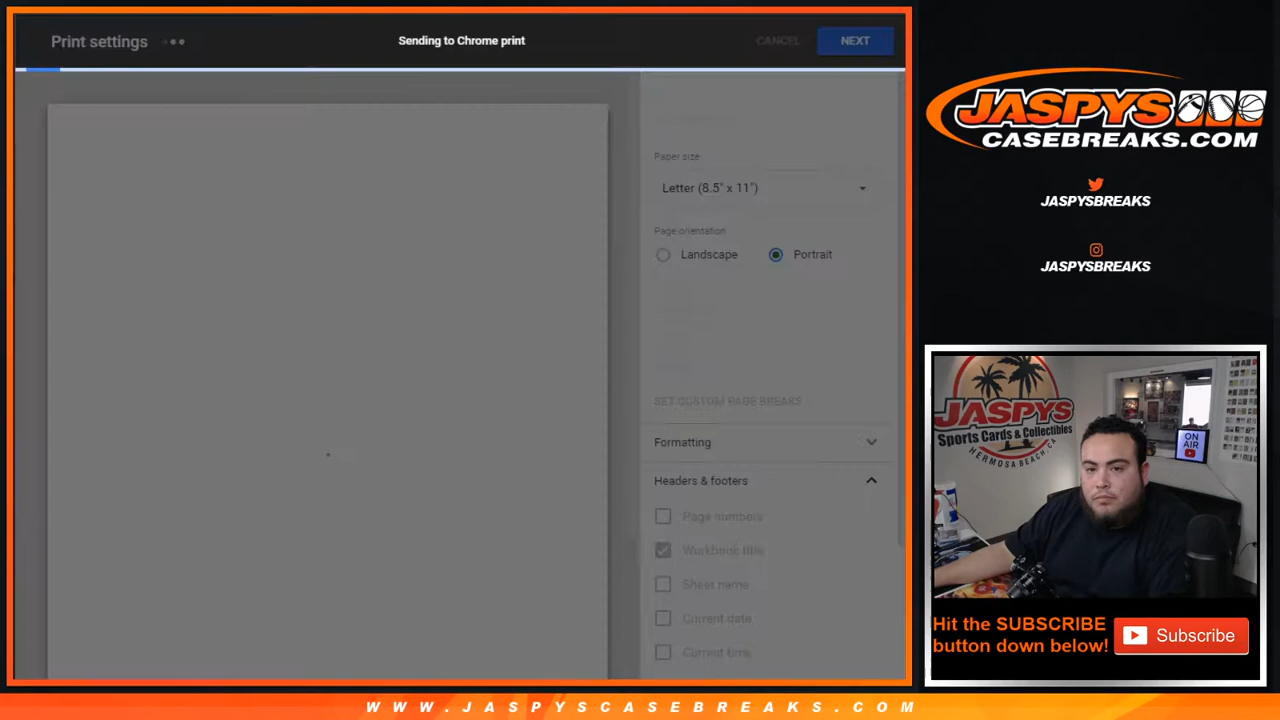 Print settings
Sending to Chrome print
CANCEL
NEXT
Paper size
Letter (8.5" x 11")
Page orientation
Landscape
Portrait
SET CUSTOM PAGE BREAKS
Formatting
Headers & footers
Page numbers
Workbook title
Sheet name
Current date
Current time
JASPYS
CASEBREAKS.COM
JASPYSBREAKS
JASPYSBREAKS
JASPYS
Sports Cards & Collectibles
HERMOSA BEACH, CA
ON
AIR
Hit the SUBSCRIBE
button down below!
Subscribe
WWW.JASPYSCASEBREAKS.COM